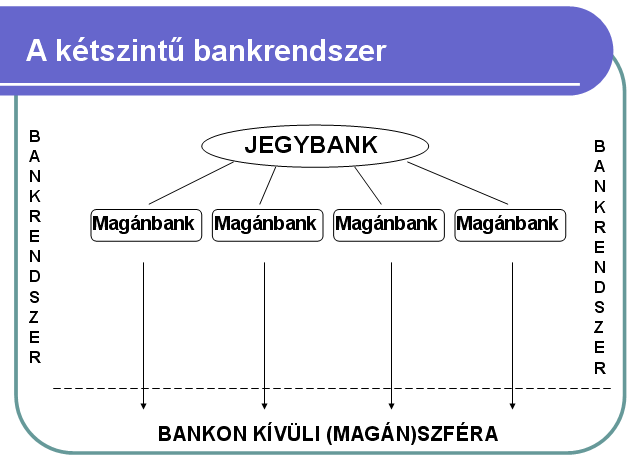 A kétszintű bankrendszer
BANKRENDSZER
JEGYBANK
BANKRENDSZER
Magánbank
Magánbank
Magánbank
Magánbank
BANKON KÍVÜLI (MAGÁN)SZFÉRA